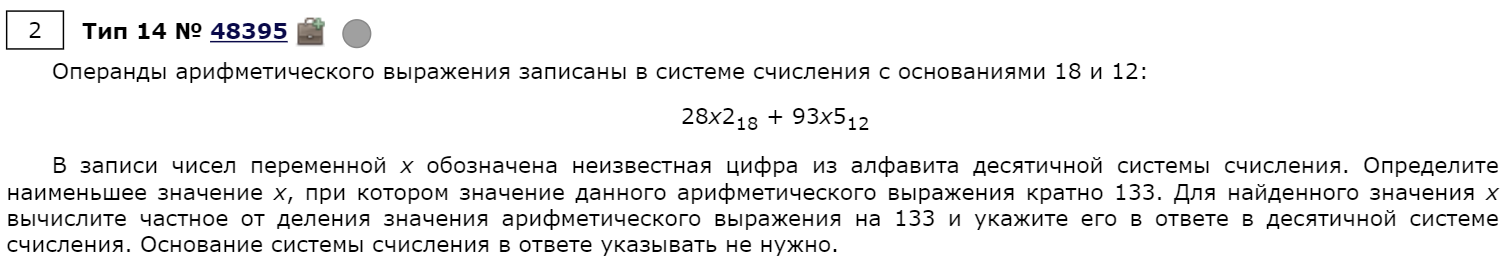 2 Тип 14 № 48395
Операнды арифметического выражения записаны в системе счисления с основаниями 18 и 12:
28x2₁₈ + 93x5₁₂
В записи чисел переменной x обозначена неизвестная цифра из алфавита десятичной системы счисления. Определите
наименьшее значение x, при котором значение данного арифметического выражения кратно 133. Для найденного значения x
вычислите частное от деления значения арифметического выражения на 133 и укажите его в ответе в десятичной системе
счисления. Основание системы счисления в ответе указывать не нужно.